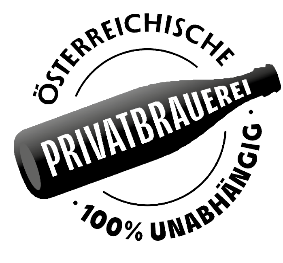 ÖSTERREICHISCHE
PRIVATBRAUEREI
· 100% UNABHÄNGIG ·